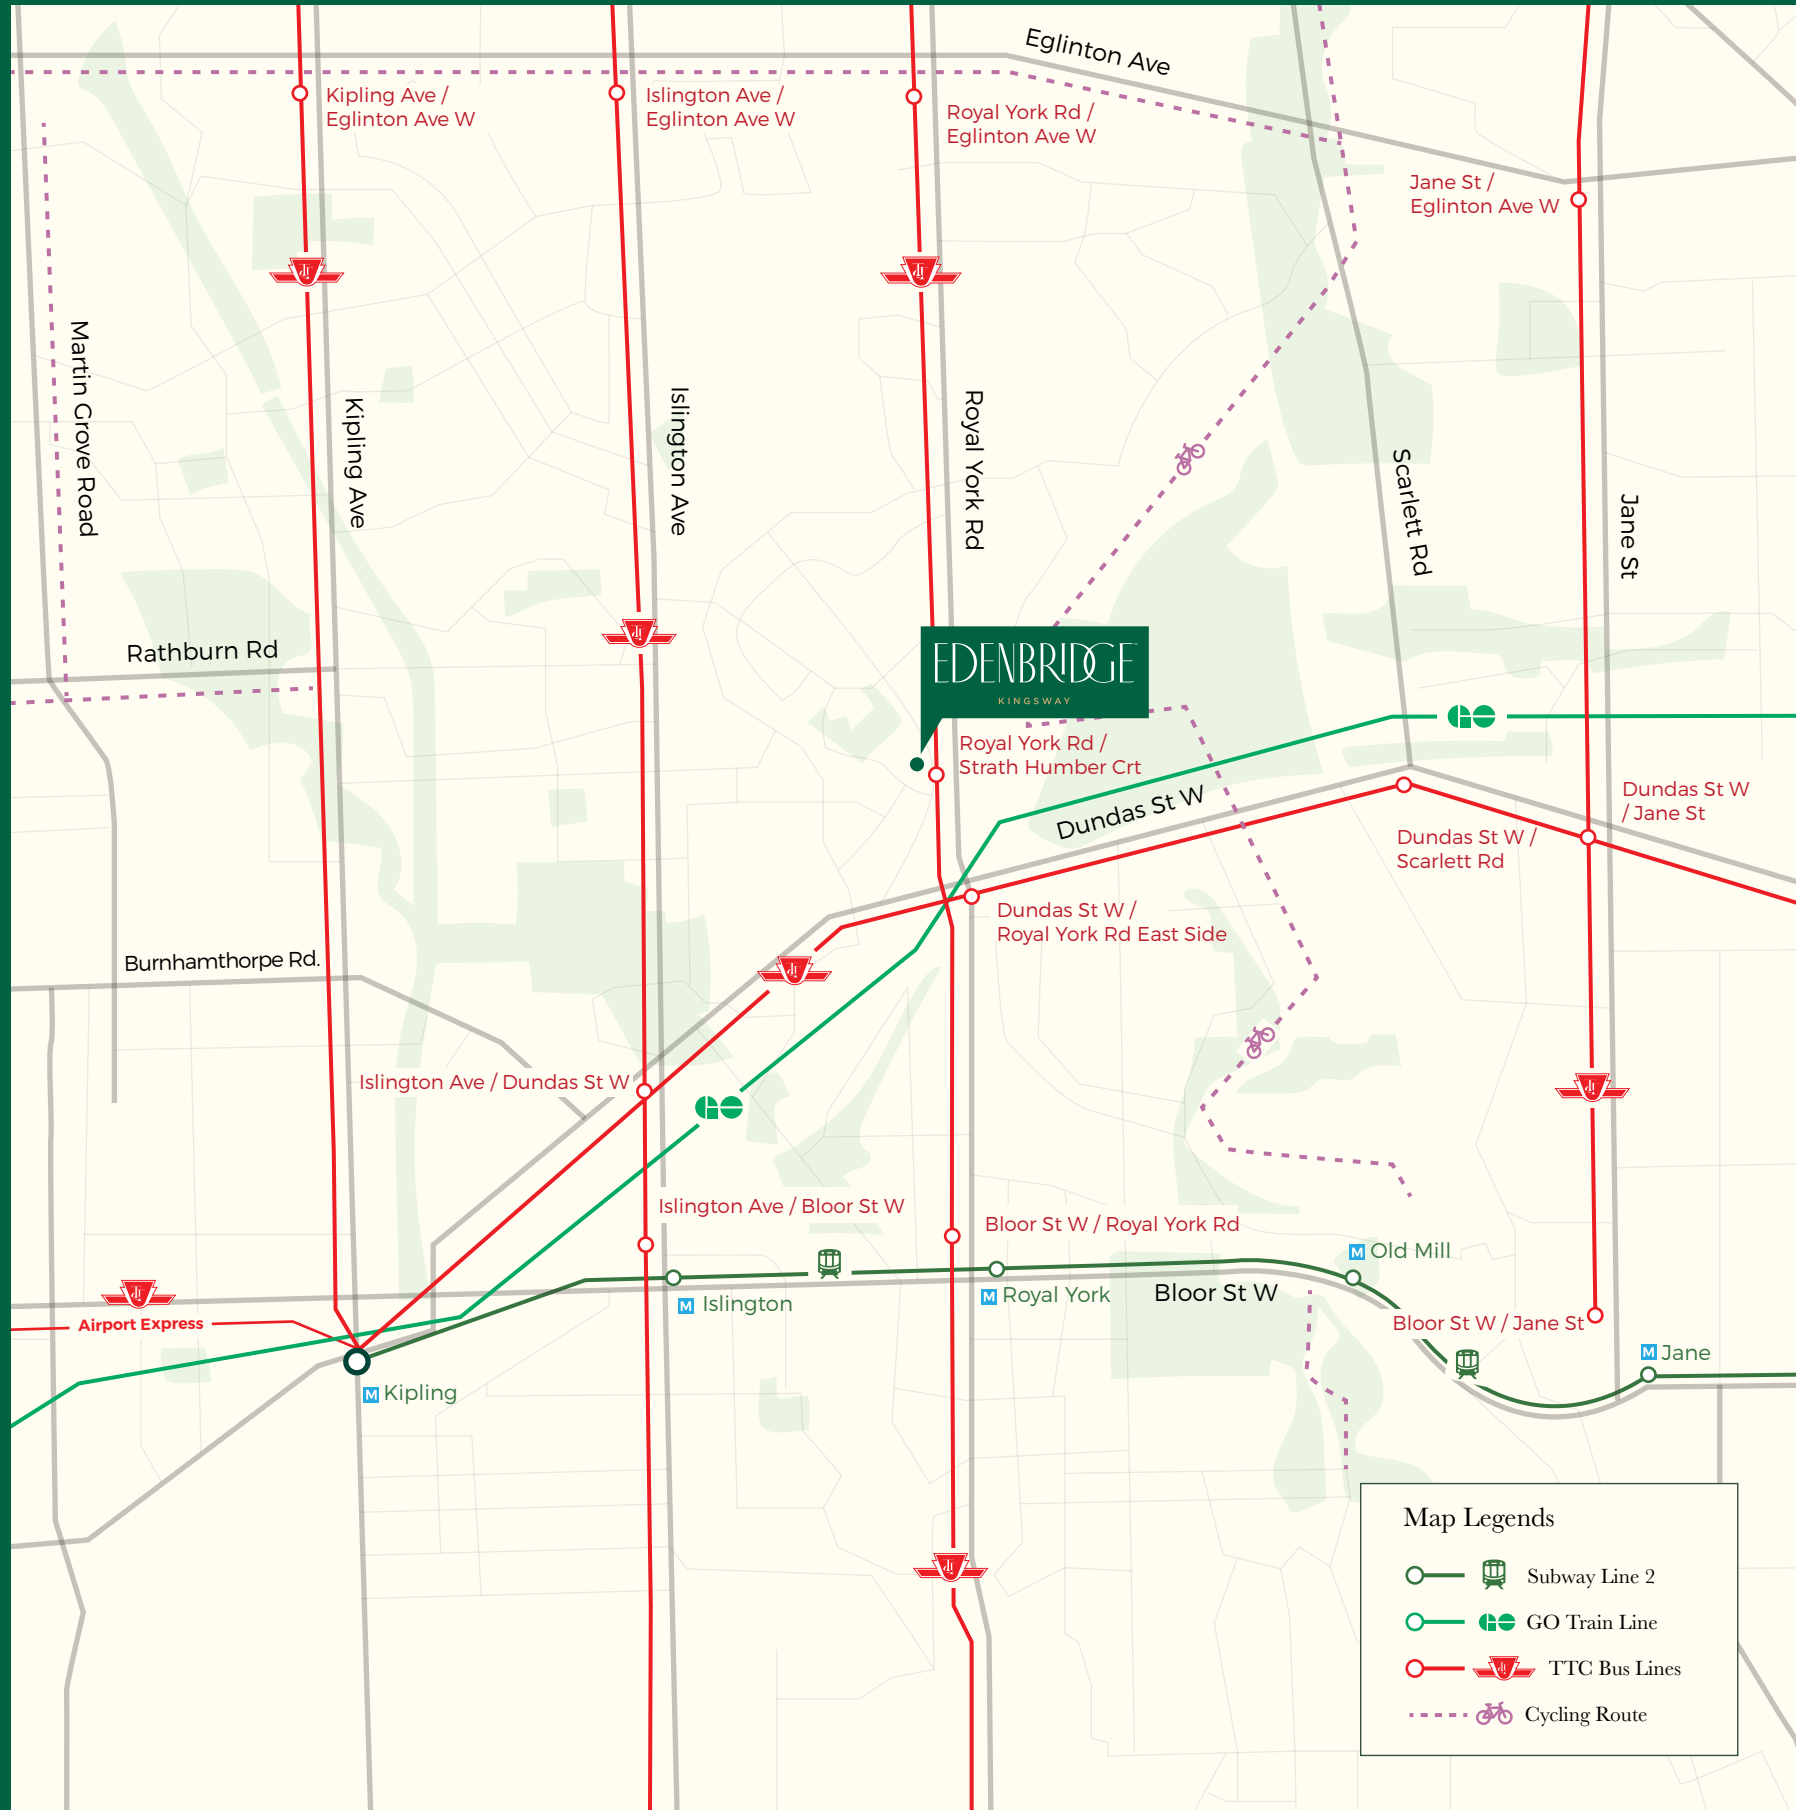 Eglinton Ave
Kipling Ave /
Eglinton Ave W
Islington Ave /
Eglinton Ave W
Royal York Rd /
Eglinton Ave W
Jane St /
Eglinton Ave W
Martin Grove Road
Kipling Ave
Islington Ave
Royal York Rd
Scarlett Rd
Jane St
Rathburn Rd
EDENBRIDGE
KINGSWAY
Royal York Rd /
Strath Humber Crt
Dundas St W
Dundas St W
/ Jane St
Dundas St W /
Scarlett Rd
Dundas St W /
Royal York Rd East Side
Burnhamthorpe Rd.
Islington Ave / Dundas St W
Islington Ave / Bloor St W
Bloor St W / Royal York Rd
M Old Mill
M Islington
M Royal York
Bloor St W
Airport Express
Bloor St W / Jane St
M Jane
M Kipling
Map Legends
Subway Line 2
GO Train Line
TTC Bus Lines
Cycling Route